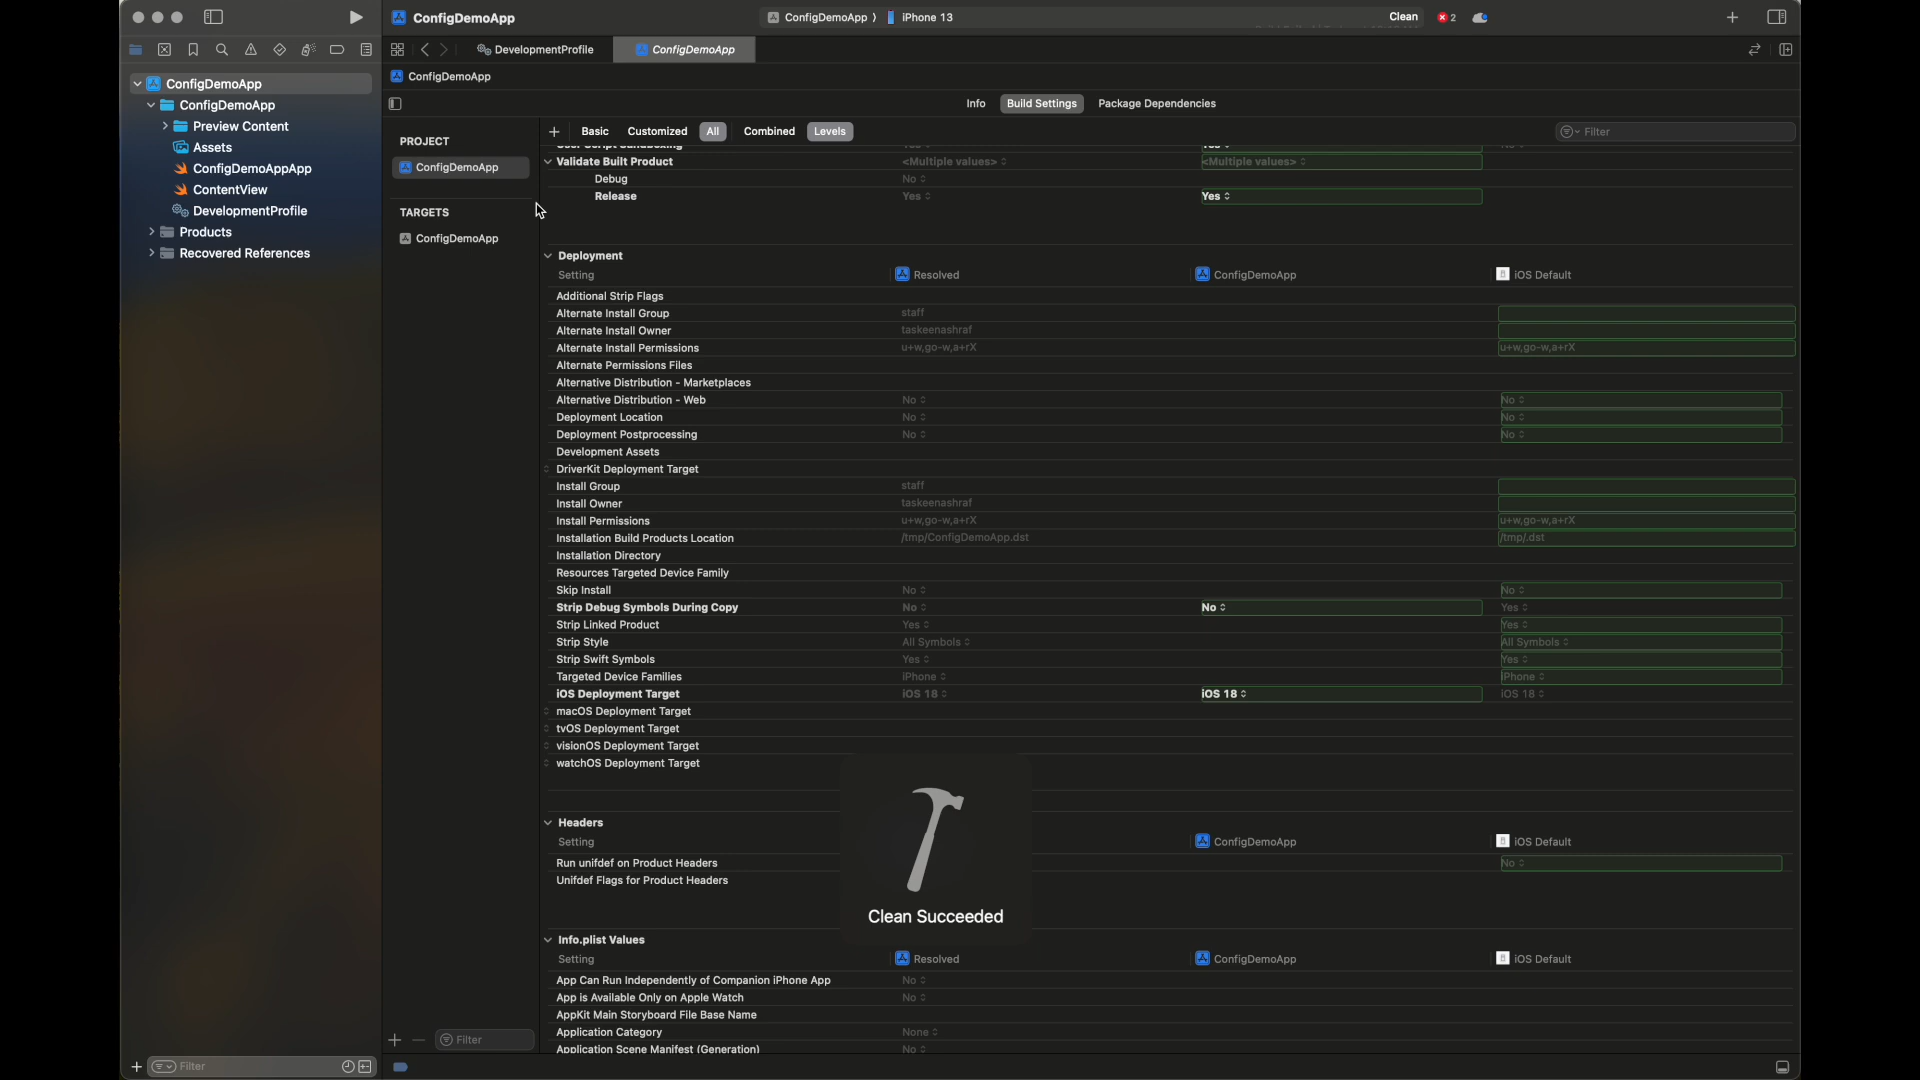 ConfigDemoApp
ConfigDemoApp ⟩ iPhone 13
Clean
2
DevelopmentProfile
ConfigDemoApp
ConfigDemoApp
Info
Build Settings
Package Dependencies
ConfigDemoApp
ConfigDemoApp
Preview Content
Assets
ConfigDemoAppApp
ContentView
DevelopmentProfile
Products
Recovered References
Filter
PROJECT
ConfigDemoApp
TARGETS
ConfigDemoApp
Filter
Basic
Customized
All
Combined
Levels
Filter
User Script Sandboxing
Validate Built Product <Multiple values> <Multiple values>
Debug No
Release Yes Yes
Deployment
Setting Resolved ConfigDemoApp iOS Default
Additional Strip Flags
Alternate Install Group staff
Alternate Install Owner taskeenashraf
Alternate Install Permissions u+w,go-w,a+rX u+w,go-w,a+rX
Alternate Permissions Files
Alternative Distribution - Marketplaces
Alternative Distribution - Web No No
Deployment Location No No
Deployment Postprocessing No No
Development Assets
DriverKit Deployment Target
Install Group staff
Install Owner taskeenashraf
Install Permissions u+w,go-w,a+rX u+w,go-w,a+rX
Installation Build Products Location /tmp/ConfigDemoApp.dst /tmp/.dst
Installation Directory
Resources Targeted Device Family
Skip Install No No
Strip Debug Symbols During Copy No No Yes
Strip Linked Product Yes Yes
Strip Style All Symbols All Symbols
Strip Swift Symbols Yes Yes
Targeted Device Families iPhone iPhone
iOS Deployment Target iOS 18 iOS 18 iOS 18
macOS Deployment Target
tvOS Deployment Target
visionOS Deployment Target
watchOS Deployment Target
Headers
Setting ConfigDemoApp iOS Default
Run unifdef on Product Headers No
Unifdef Flags for Product Headers
Clean Succeeded
Info.plist Values
Setting Resolved ConfigDemoApp iOS Default
App Can Run Independently of Companion iPhone App No
App is Available Only on Apple Watch No
AppKit Main Storyboard File Base Name
Application Category None
Application Scene Manifest (Generation) No